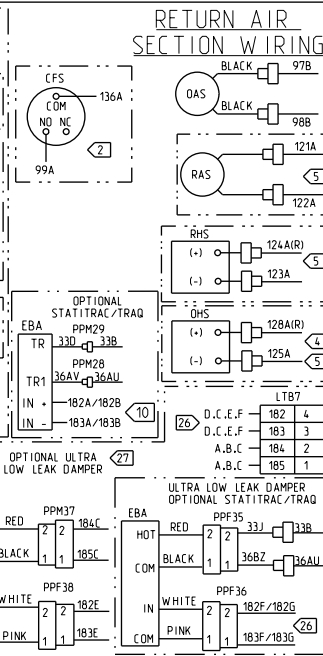 RETURN AIR
SECTION WIRING
CFS
COM
NO NC
136A
99A
2
OAS
BLACK
97B
BLACK
98B
RAS
121A
5
122A
RHS
(+)
124A(R)
5
(-)
123A
OHS
(+)
128A(R)
4
(-)
125A
5
OPTIONAL
STATITRAC/TRAQ
EBA
PPM29
TR
33D
33B
PPM28
TR1
36AV
36AU
IN +
182A/182B
10
IN -
183A/183B
LTB7
26
D.C.E.F
182
4
D.C.E.F
183
3
A.B.C
184
2
A.B.C
185
1
OPTIONAL ULTRA
LOW LEAK DAMPER
27
ULTRA LOW LEAK DAMPER
OPTIONAL STATITRAC/TRAQ
PPM37
RED
2
2
184C
BLACK
1
1
185C
PPF38
WHITE
2
2
182E
PINK
1
1
183E
EBA
PPF35
HOT
RED
2
2
33J
33B
COM
BLACK
1
1
36BZ
36AU
PPF36
IN
WHITE
2
2
182F/182G
26
COM
PINK
1
1
183F/183G